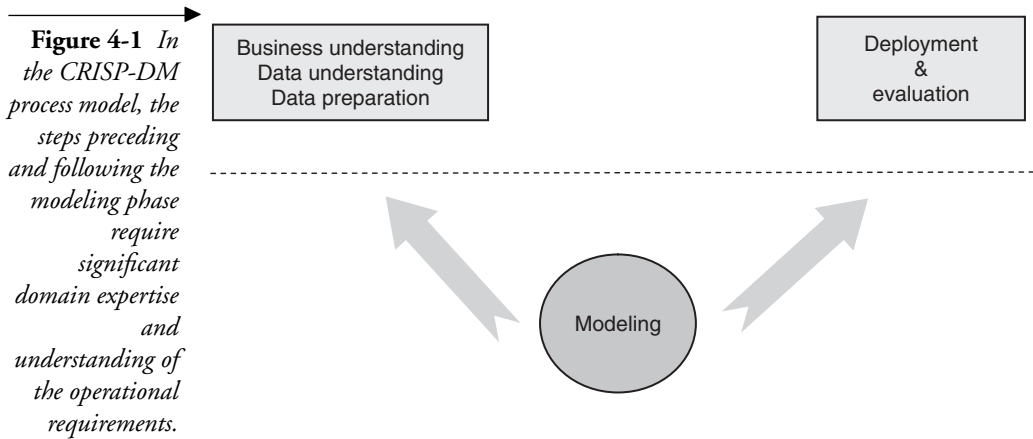 Figure 4-1 In
the CRISP-DM
process model, the
steps preceding
and following the
modeling phase
require
significant
domain expertise
and
understanding of
the operational
requirements.
Business understanding
Data understanding
Data preparation
Deployment
&
evaluation
Modeling